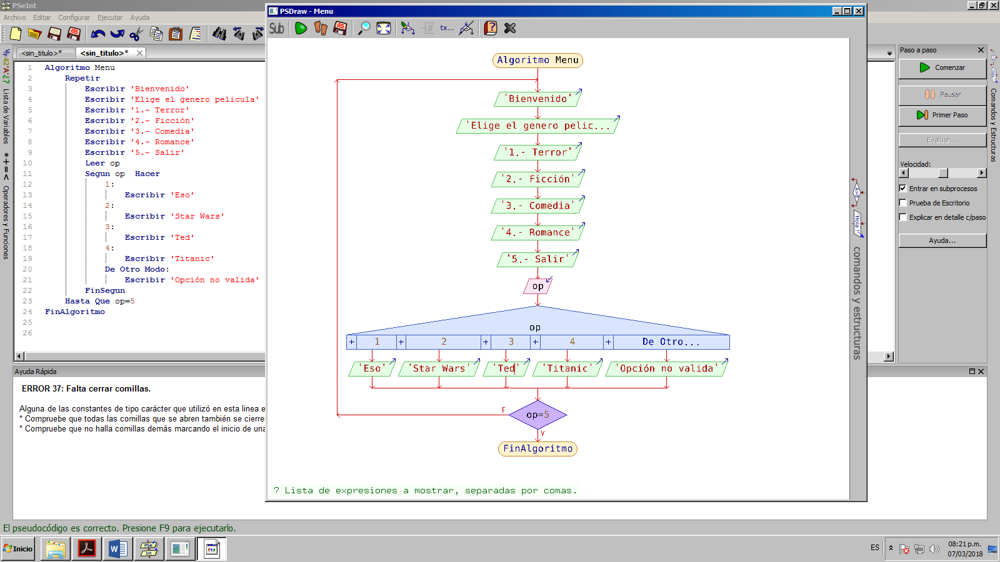 PSeInt
Archivo Editar Configurar Ejecutar Ayuda
<sin_titulo>*
<sin_titulo>*
1 Algoritmo Menu
2 Repetir
3 Escribir 'Bienvenido'
4 Escribir 'Elige el genero pelicula'
5 Escribir '1.- Terror'
6 Escribir '2.- Ficción'
7 Escribir '3.- Comedia'
8 Escribir '4.- Romance'
9 Escribir '5.- Salir'
10 Leer op
11 Segun op Hacer
12 1:
13 Escribir 'Eso'
14 2:
15 Escribir 'Star Wars'
16 3:
17 Escribir 'Ted'
18 4:
19 Escribir 'Titanic'
20 De Otro Modo:
21 Escribir 'Opción no valida'
22 FinSegun
23 Hasta Que op=5
24 FinAlgoritmo
25
26
Lista de Variables
*+=< Operadores y Funciones
Ayuda Rápida
ERROR 37: Falta cerrar comillas.
Alguna de las constantes de tipo carácter que utilizó en esta linea e
* Compruebe que todas las comillas que se abren también se cierre
* Compruebe que no halla comillas demás marcando el inicio de una
El pseudocódigo es correcto. Presione F9 para ejecutarlo.
PSDraw - Menu
Sub
tx...
Algoritmo Menu
'Bienvenido'
'Elige el genero pelic...
'1.- Terror'
'2.- Ficción'
'3.- Comedia'
'4.- Romance'
'5.- Salir'
op
op
+ 1 + 2 + 3 + 4 + De Otro...
'Eso' 'Star Wars' 'Ted' 'Titanic' 'Opción no valida'
F
op=5
V
FinAlgoritmo
? Lista de expresiones a mostrar, separadas por comas.
A>B
'Hola!'
comandos y estructuras
Paso a paso
Comenzar
Pausar
Primer Paso
Evaluar...
Velocidad:
Entrar en subprocesos
Prueba de Escritorio
Explicar en detalle c/paso
Ayuda...
Comandos y Estructuras
Inicio
PSe
Int
ES
08:21 p.m.
07/03/2018